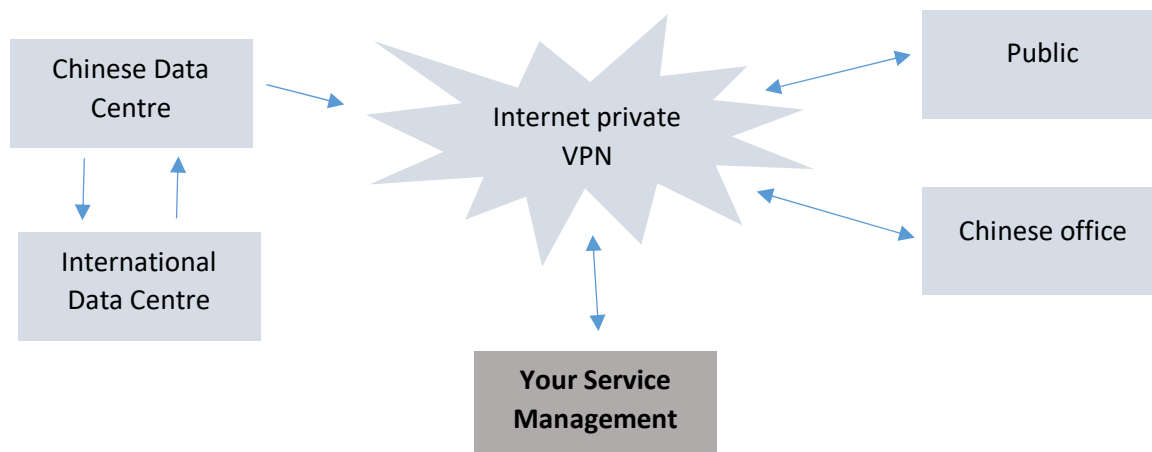 Chinese Data
Centre
International
Data Centre
Internet private
VPN
Public
Chinese office
Your Service
Management